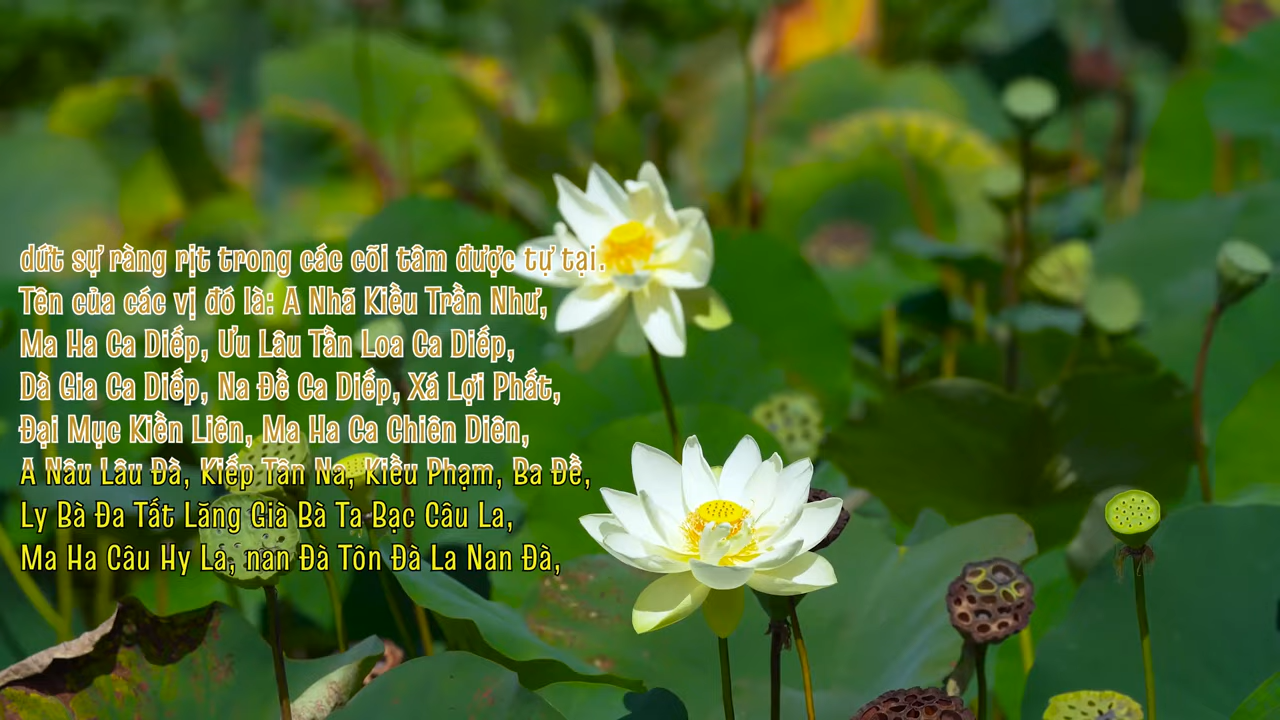 dứt sự ràng rịt trong các cõi tâm được tự tại.
Tên của các vị đó là: A Nhã Kiều Trần Như,
Ma Ha Ca Diếp, Ưu Lâu Tần Loa Ca Diếp,
Dà Gia Ca Diếp, Na Đề Ca Diếp, Xá Lợi Phất,
Đại Mục Kiền Liên, Ma Ha Ca Chiên Diên,
A Nâu Lâu Đà, Kiếp Tân Na, Kiều Phạm, Ba Đề,
Ly Bà Đa Tất Lăng Già Bà Ta Bạc Câu La,
Ma Ha Câu Hy La, nan Đà Tôn Đà La Nan Đà,